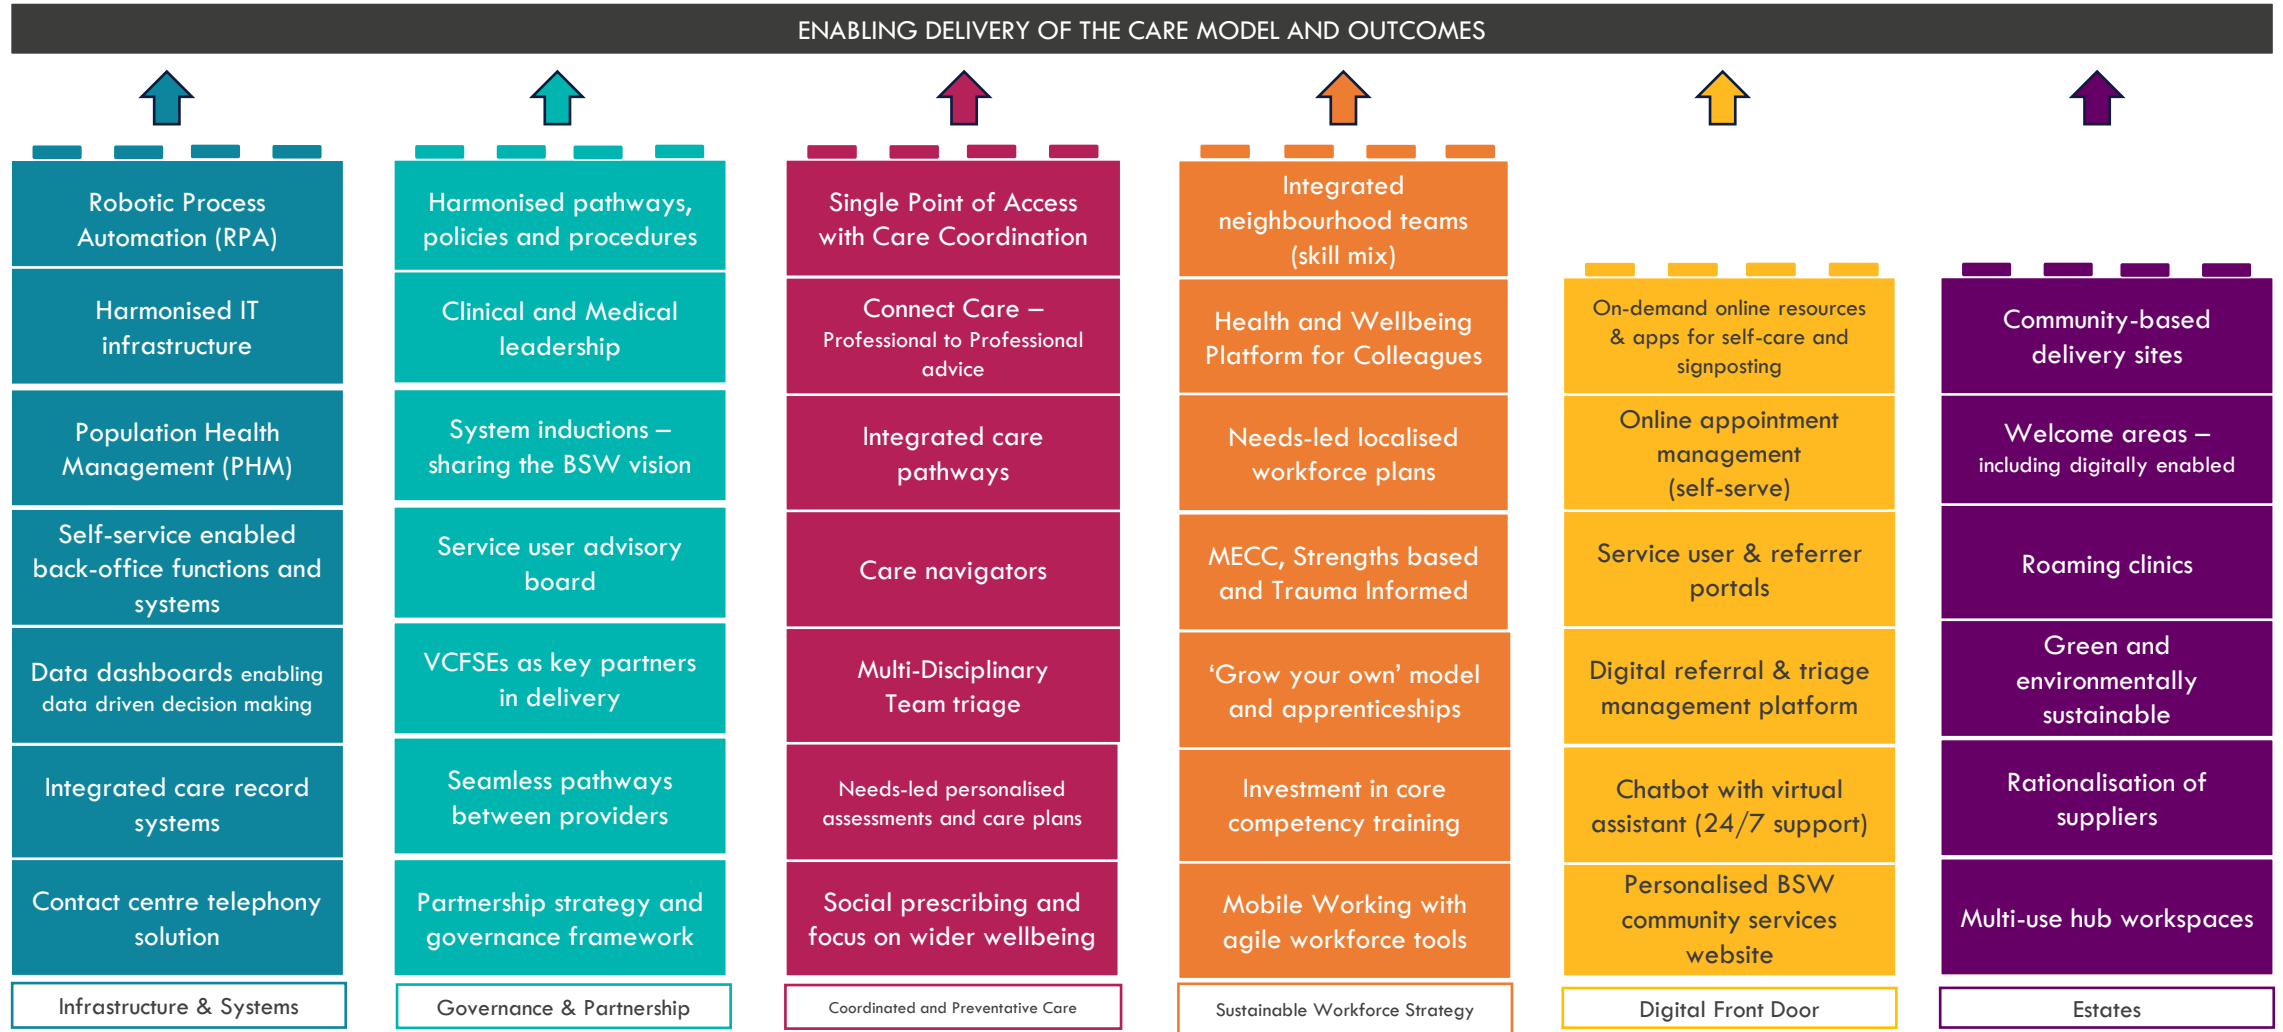 ENABLING DELIVERY OF THE CARE MODEL AND OUTCOMES
Robotic Process
Automation (RPA)
Harmonised IT
infrastructure
Population Health
Management (PHM)
Self-service enabled
back-office functions and
systems
Data dashboards enabling
data driven decision making
Integrated care record
systems
Contact centre telephony
solution
Infrastructure & Systems
Harmonised pathways,
policies and procedures
Clinical and Medical
leadership
System inductions –
sharing the BSW vision
Service user advisory
board
VCFSEs as key partners
in delivery
Seamless pathways
between providers
Partnership strategy and
governance framework
Governance & Partnership
Single Point of Access
with Care Coordination
Connect Care –
Professional to Professional
advice
Integrated care
pathways
Care navigators
Multi-Disciplinary
Team triage
Needs-led personalised
assessments and care plans
Social prescribing and
focus on wider wellbeing
Coordinated and Preventative Care
Integrated
neighbourhood teams
(skill mix)
Health and Wellbeing
Platform for Colleagues
Needs-led localised
workforce plans
MECC, Strengths based
and Trauma Informed
‘Grow your own’ model
and apprenticeships
Investment in core
competency training
Mobile Working with
agile workforce tools
Sustainable Workforce Strategy
On-demand online resources
& apps for self-care and
signposting
Online appointment
management
(self-serve)
Service user & referrer
portals
Digital referral & triage
management platform
Chatbot with virtual
assistant (24/7 support)
Personalised BSW
community services
website
Digital Front Door
Community-based
delivery sites
Welcome areas –
including digitally enabled
Roaming clinics
Green and
environmentally
sustainable
Rationalisation of
suppliers
Multi-use hub workspaces
Estates